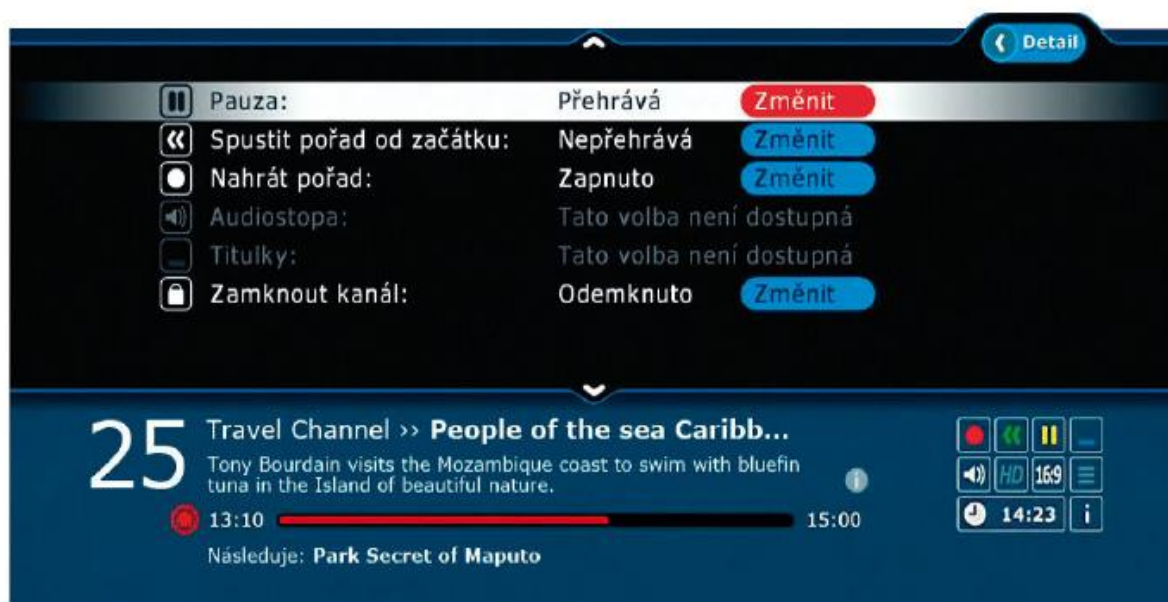 Detail
Pauza: Přehrává Změnit
Spustit pořad od začátku: Nepřehrává Změnit
Nahrát pořad: Zapnuto Změnit
Audiostopa: Tato volba není dostupná
Titulky: Tato volba není dostupná
Zamknout kanál: Odemknuto Změnit
25 Travel Channel ›› People of the sea Caribb...
Tony Bourdain visits the Mozambique coast to swim with bluefin
tuna in the Island of beautiful nature.
i
HD 16:9
13:10 15:00 14:23 i
Následuje: Park Secret of Maputo